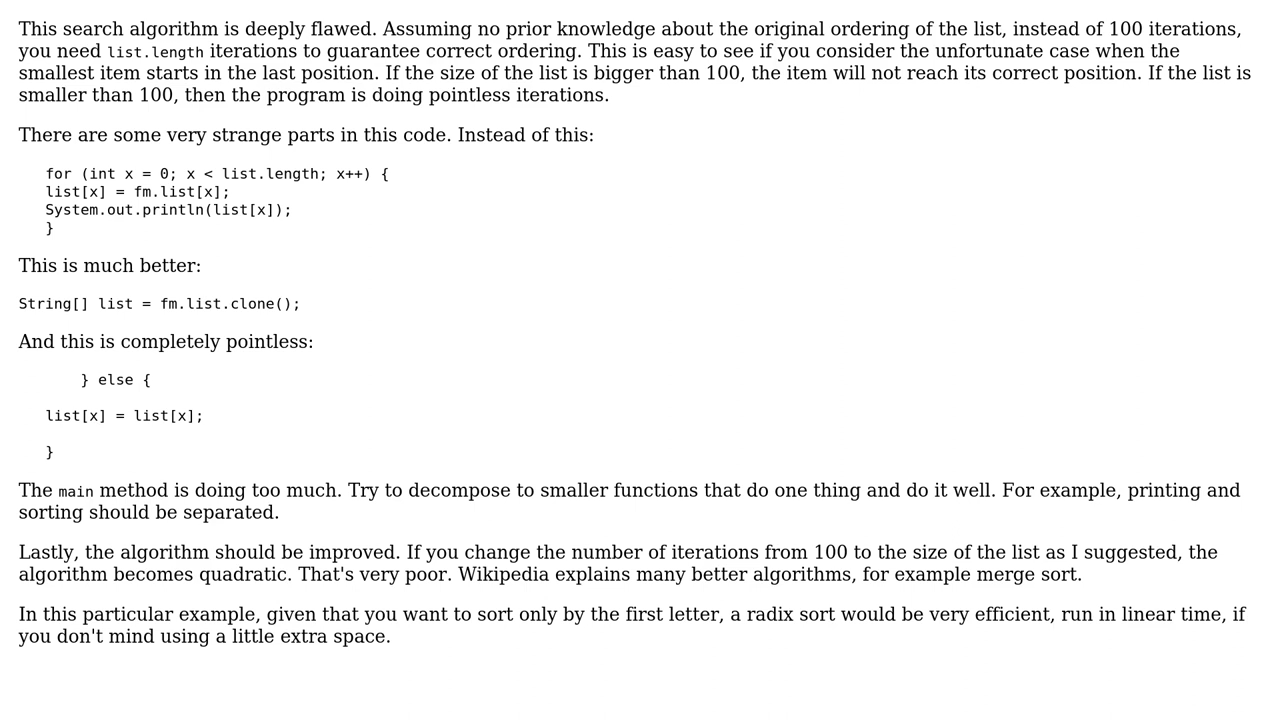 This search algorithm is deeply flawed. Assuming no prior knowledge about the original ordering of the list, instead of 100 iterations,
you need list.length iterations to guarantee correct ordering. This is easy to see if you consider the unfortunate case when the
smallest item starts in the last position. If the size of the list is bigger than 100, the item will not reach its correct position. If the list is
smaller than 100, then the program is doing pointless iterations.
There are some very strange parts in this code. Instead of this:
for (int x = 0; x < list.length; x++) {
list[x] = fm.list[x];
System.out.println(list[x]);
}
This is much better:
String[] list = fm.list.clone();
And this is completely pointless:
} else {
list[x] = list[x];
}
The main method is doing too much. Try to decompose to smaller functions that do one thing and do it well. For example, printing and
sorting should be separated.
Lastly, the algorithm should be improved. If you change the number of iterations from 100 to the size of the list as I suggested, the
algorithm becomes quadratic. That's very poor. Wikipedia explains many better algorithms, for example merge sort.
In this particular example, given that you want to sort only by the first letter, a radix sort would be very efficient, run in linear time, if
you don't mind using a little extra space.